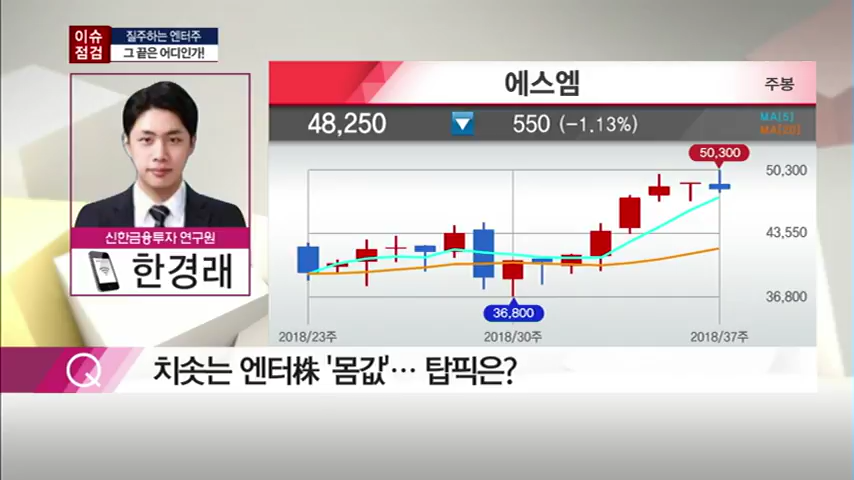 이슈
점검
질주하는 엔터주
그 끝은 어디인가!
신한금융투자 연구원
한경래
에스엠
주봉
48,250 ▼ 550 (-1.13%)
MA[5]
MA[20]
50,300
50,300
43,550
36,800
36,800
2018/23주 2018/30주 2018/37주
Q 치솟는 엔터株 '몸값'… 탑픽은?